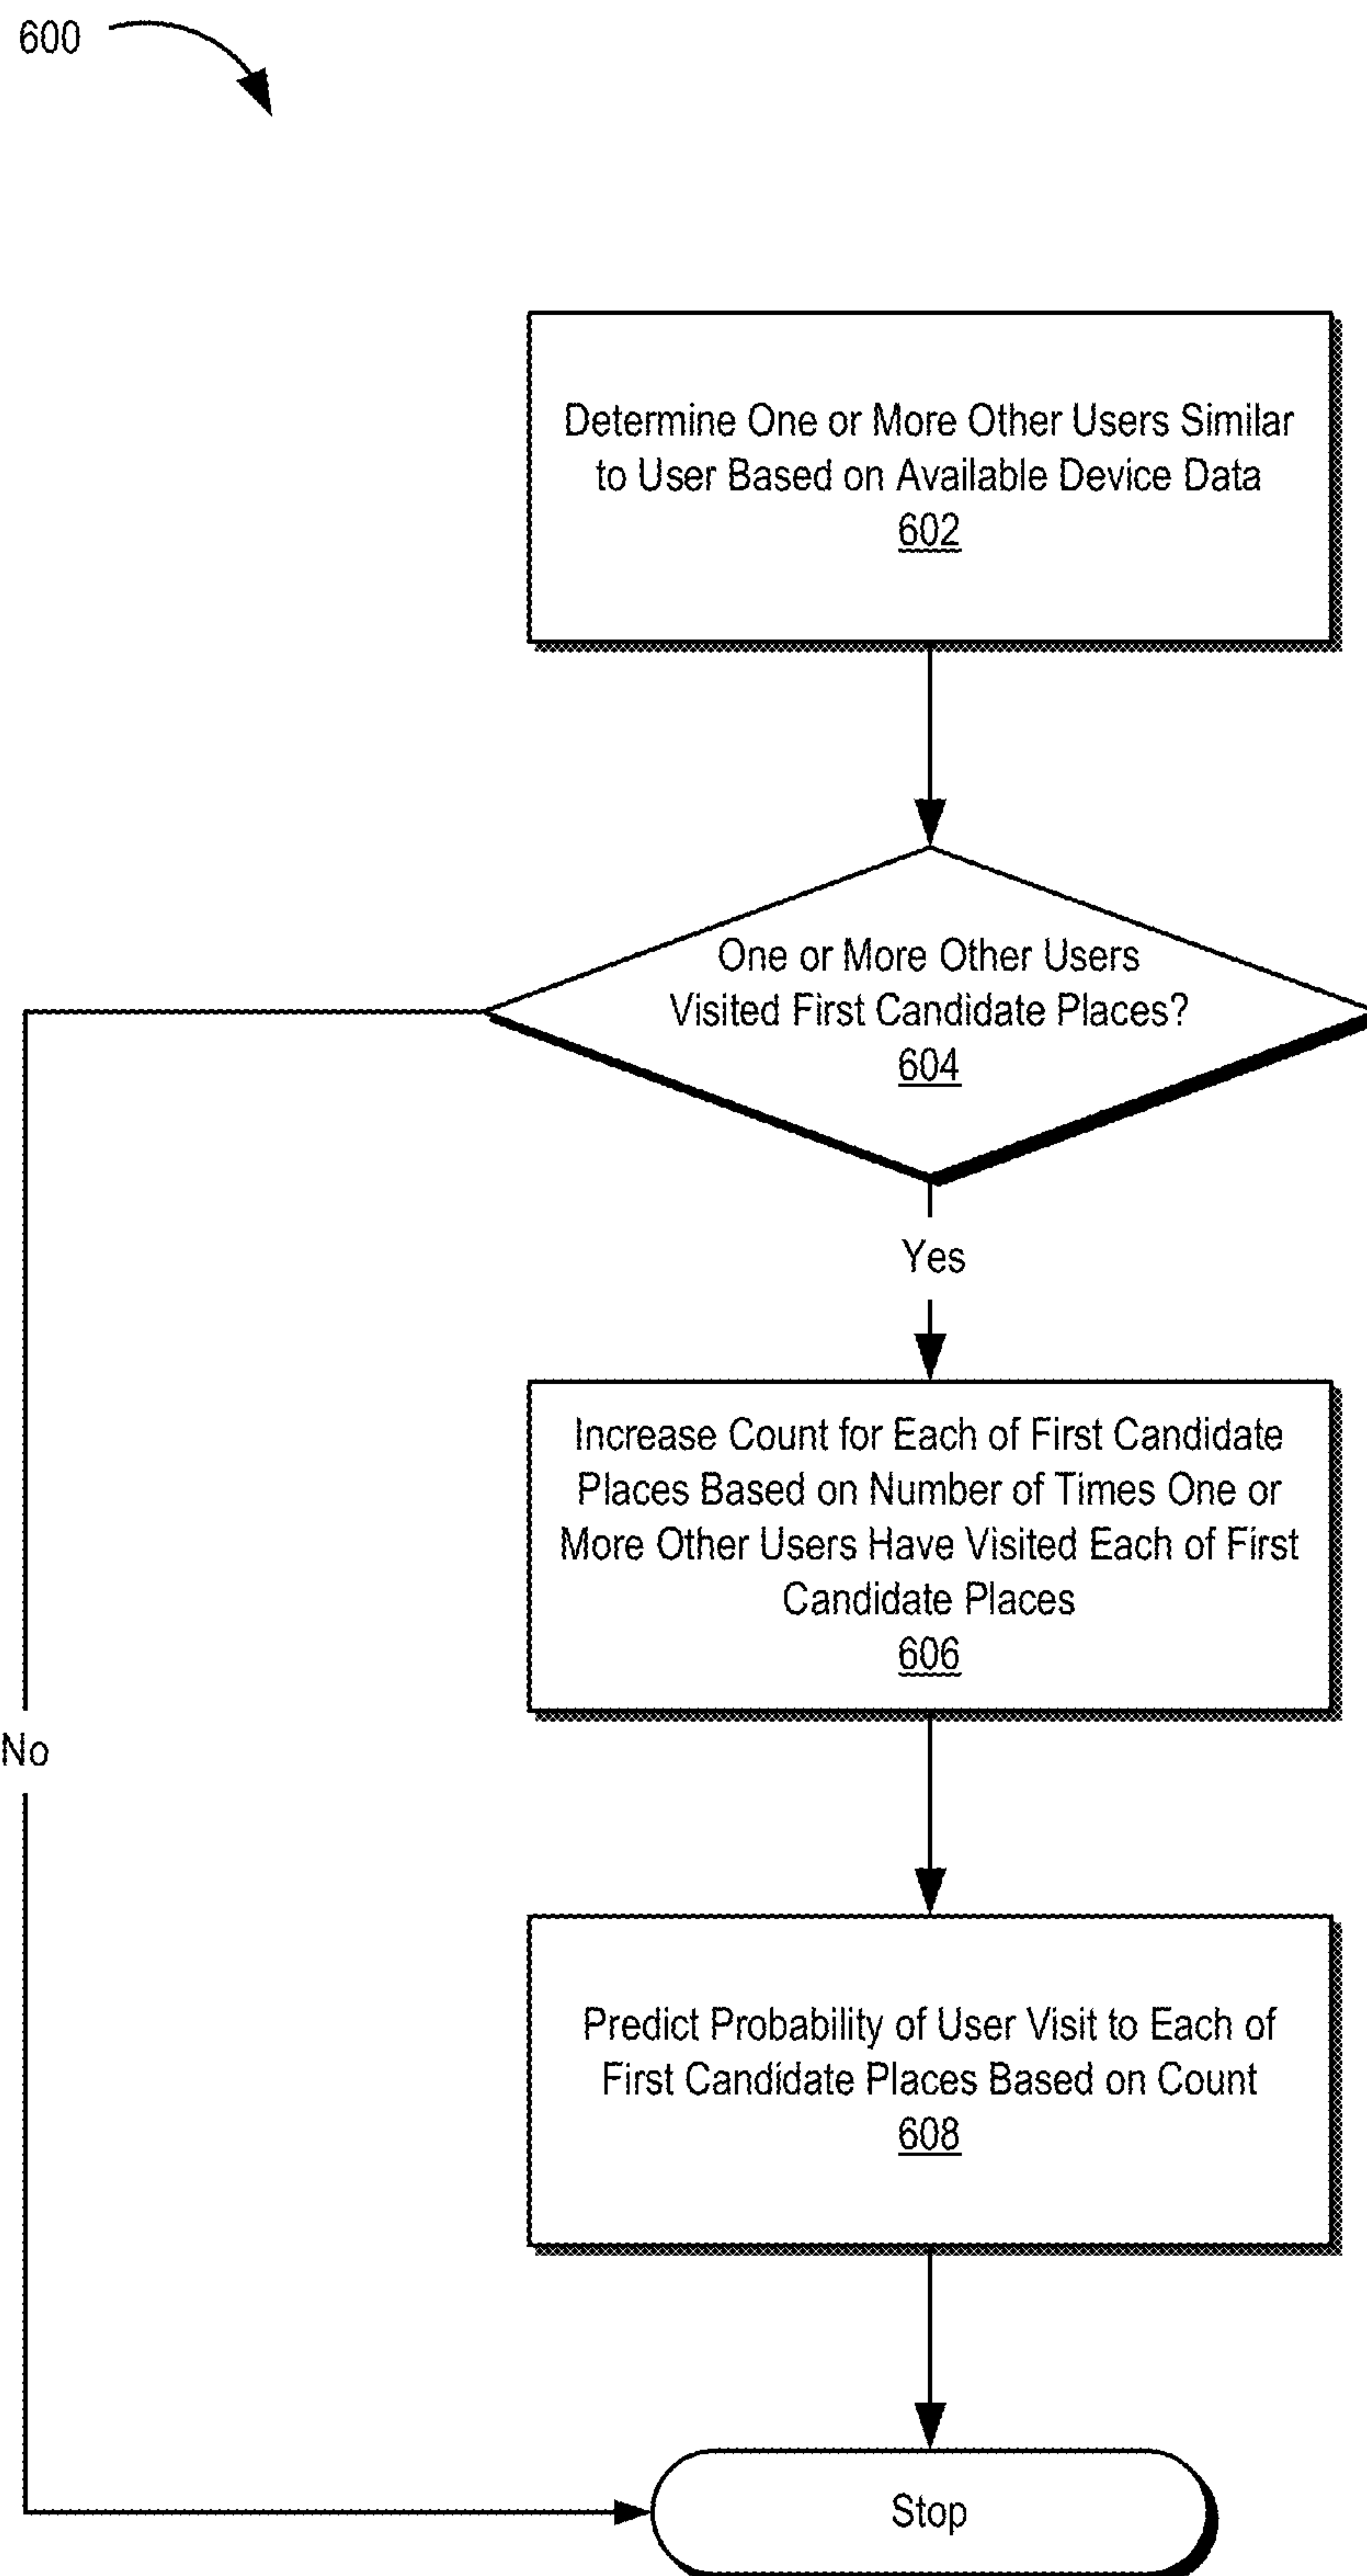 600
Determine One or More Other Users Similar
to User Based on Available Device Data
602
One or More Other Users
Visited First Candidate Places?
604
Yes
Increase Count for Each of First Candidate
Places Based on Number of Times One or
More Other Users Have Visited Each of First
Candidate Places
606
No
Predict Probability of User Visit to Each of
First Candidate Places Based on Count
608
Stop